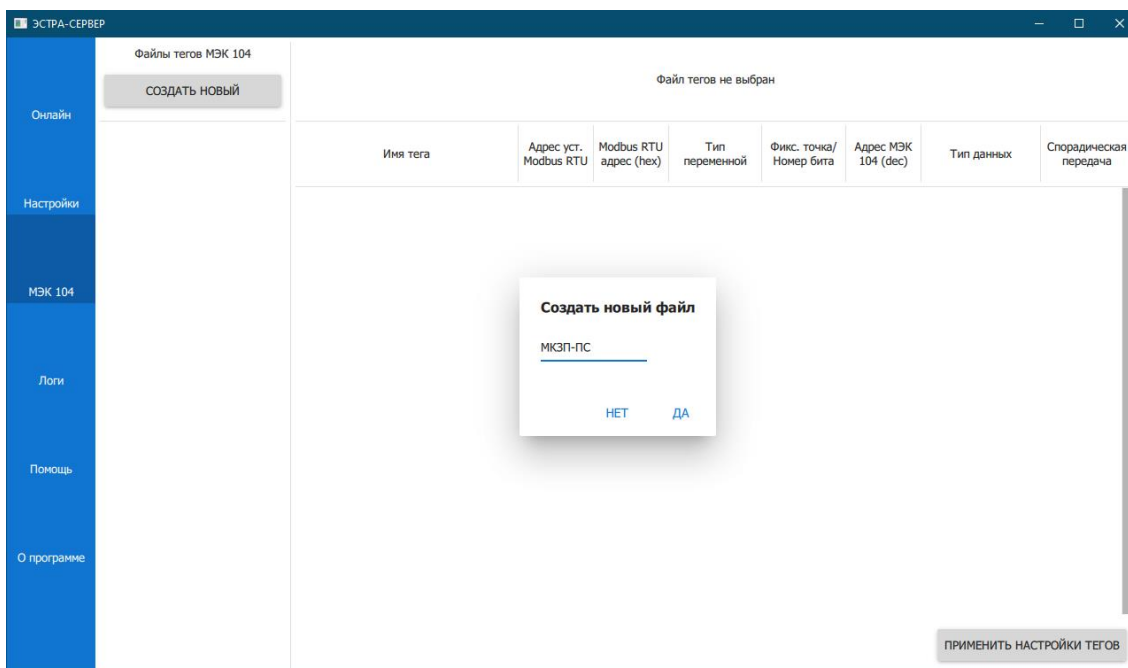 ЭСТРА-СЕРВЕР
Онлайн
Настройки
МЭК 104
Логи
Помощь
О программе
Файлы тегов МЭК 104
СОЗДАТЬ НОВЫЙ
Файл тегов не выбран
Имя тега
Адрес уст.
Modbus RTU
Modbus RTU
адрес (hex)
Тип
переменной
Фикс. точка/
Номер бита
Адрес МЭК
104 (dec)
Тип данных
Спорадическая
передача
Создать новый файл
МКЗП-ПС
НЕТ ДА
ПРИМЕНИТЬ НАСТРОЙКИ ТЕГОВ